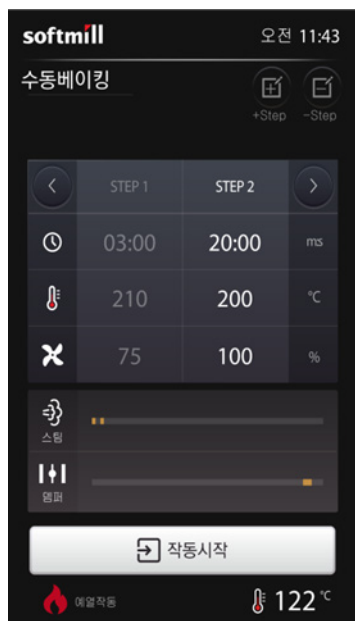 softmill 오전 11:43
수동베이킹
+Step -Step
STEP 1 STEP 2
03:00 20:00 m:s
210 200 °C
75 100 %
스팀
댐퍼
작동시작
예열작동 122 °C